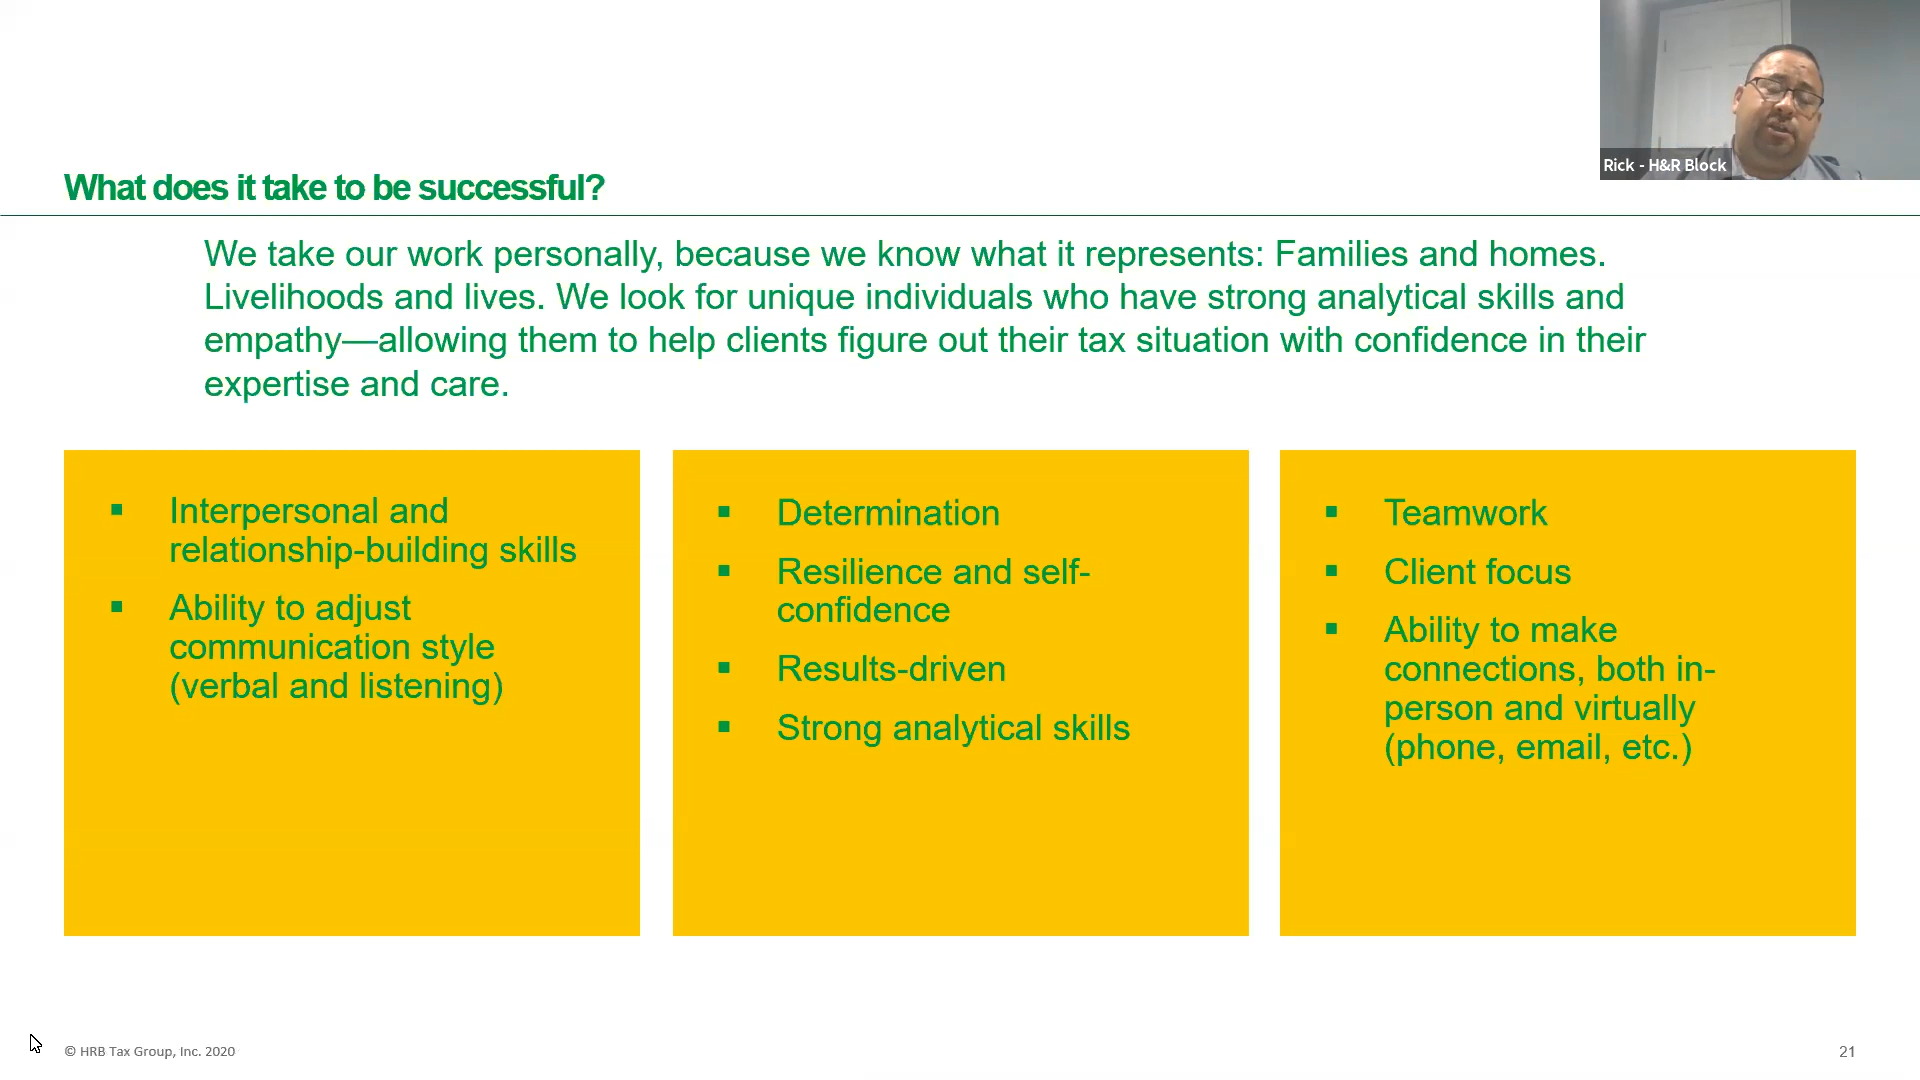 Rick - H&R Block
What does it take to be successful?
We take our work personally, because we know what it represents: Families and homes.
Livelihoods and lives. We look for unique individuals who have strong analytical skills and
empathy—allowing them to help clients figure out their tax situation with confidence in their
expertise and care.
▪ Interpersonal and
relationship-building skills
▪ Ability to adjust
communication style
(verbal and listening)
▪ Determination
▪ Resilience and self-
confidence
▪ Results-driven
▪ Strong analytical skills
▪ Teamwork
▪ Client focus
▪ Ability to make
connections, both in-
person and virtually
(phone, email, etc.)
© HRB Tax Group, Inc. 2020
21